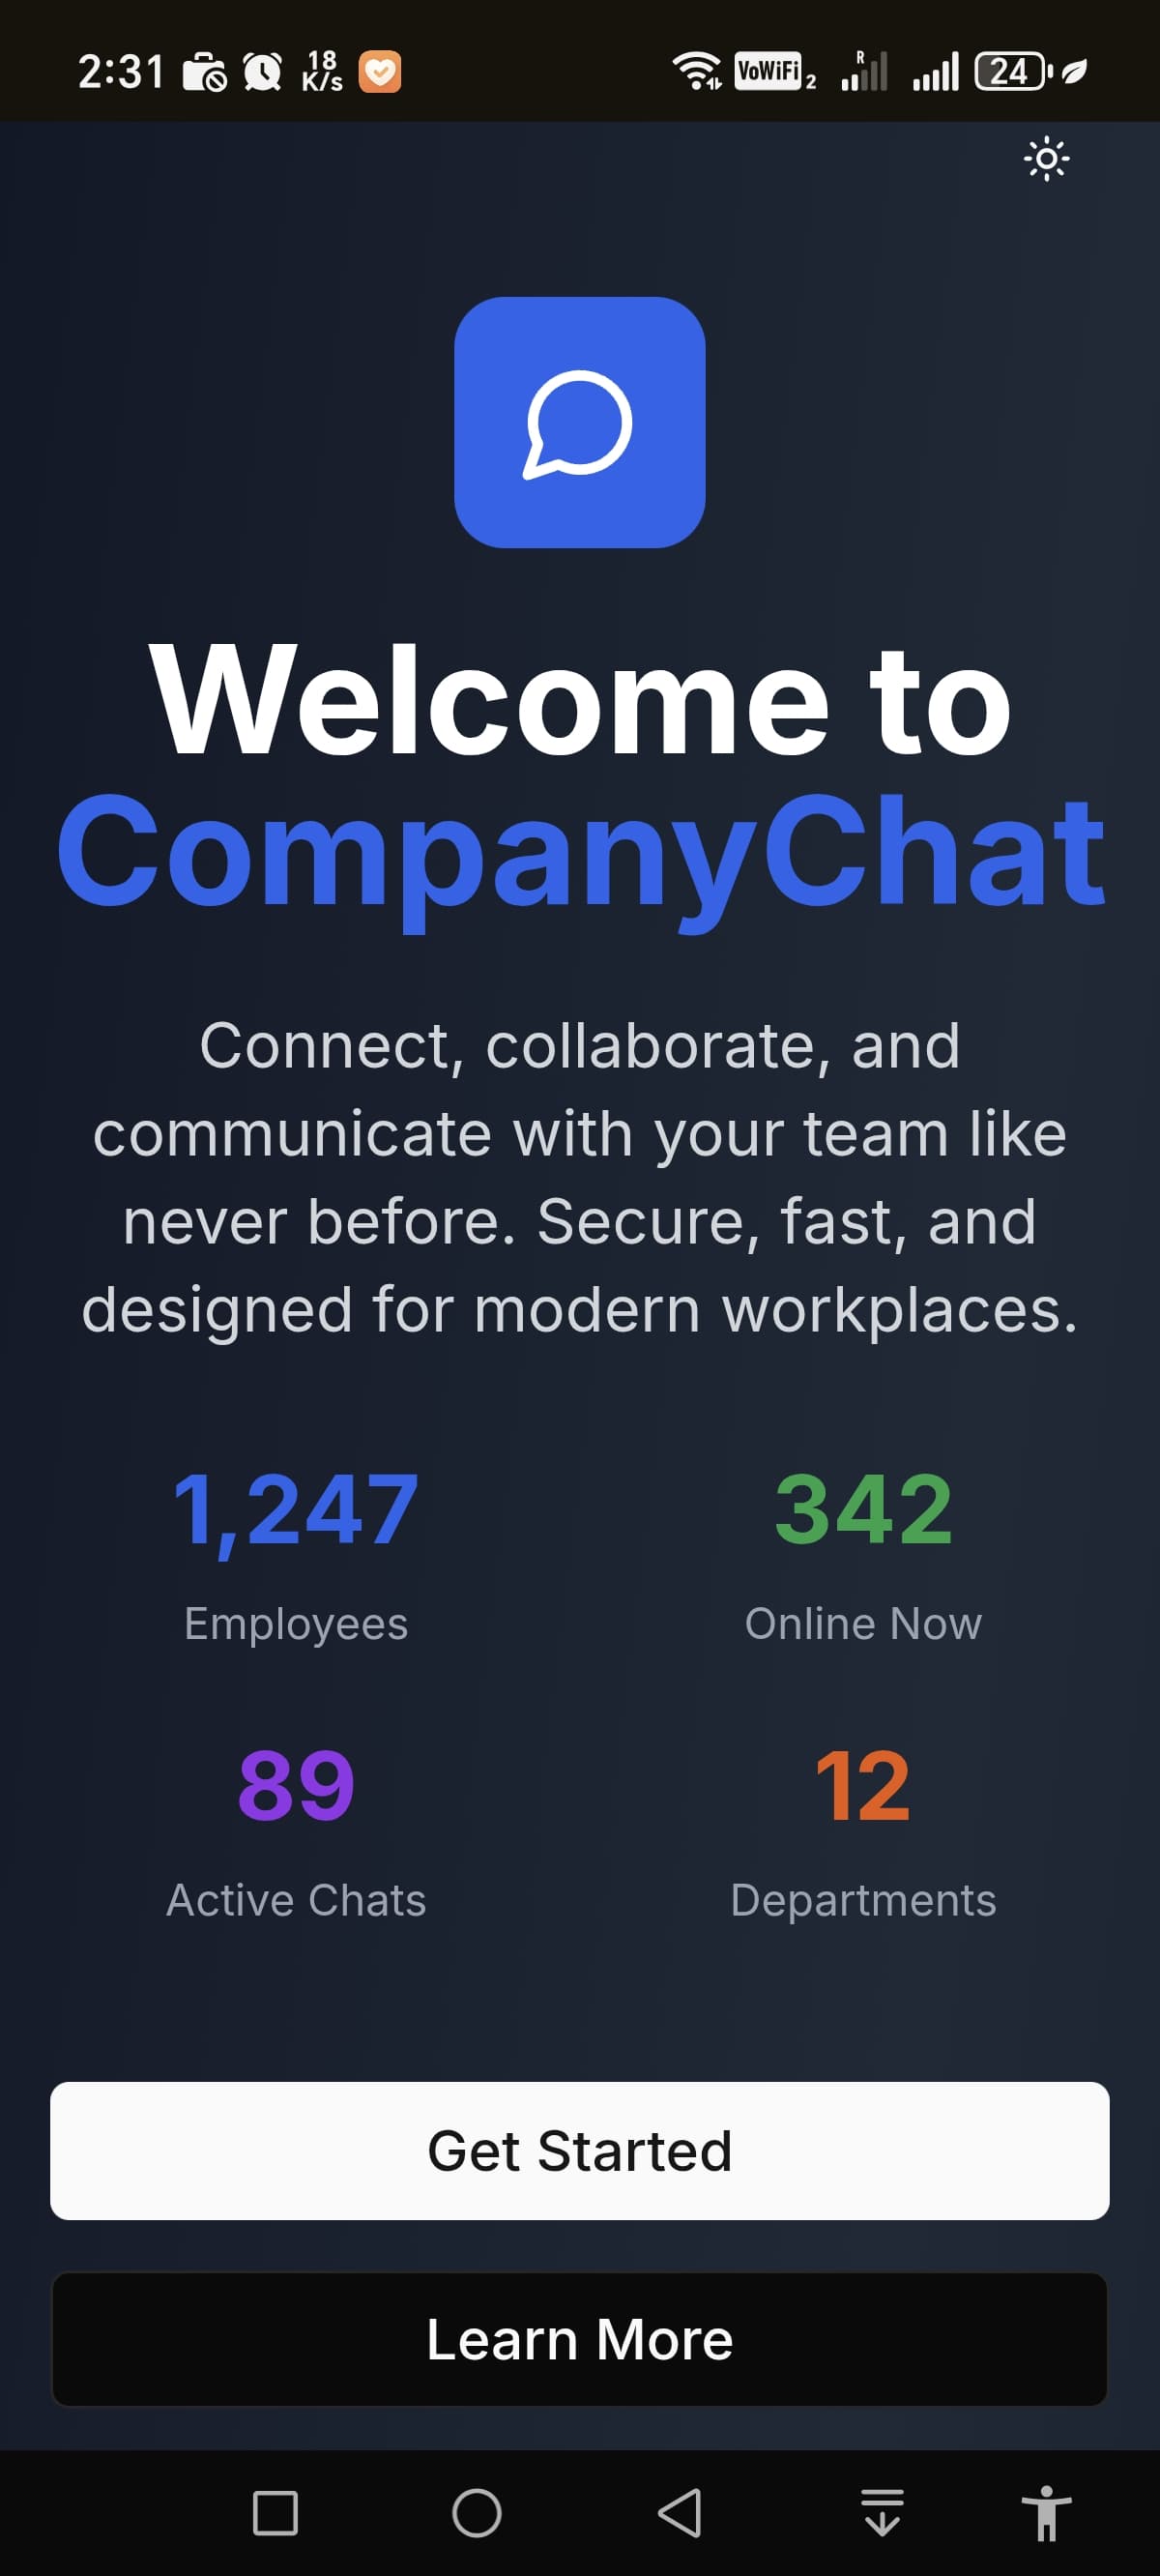 2:31 18 K/s VoWiFi 2 R 24
Welcome to
CompanyChat
Connect, collaborate, and
communicate with your team like
never before. Secure, fast, and
designed for modern workplaces.
1,247 342
Employees Online Now
89 12
Active Chats Departments
Get Started
Learn More